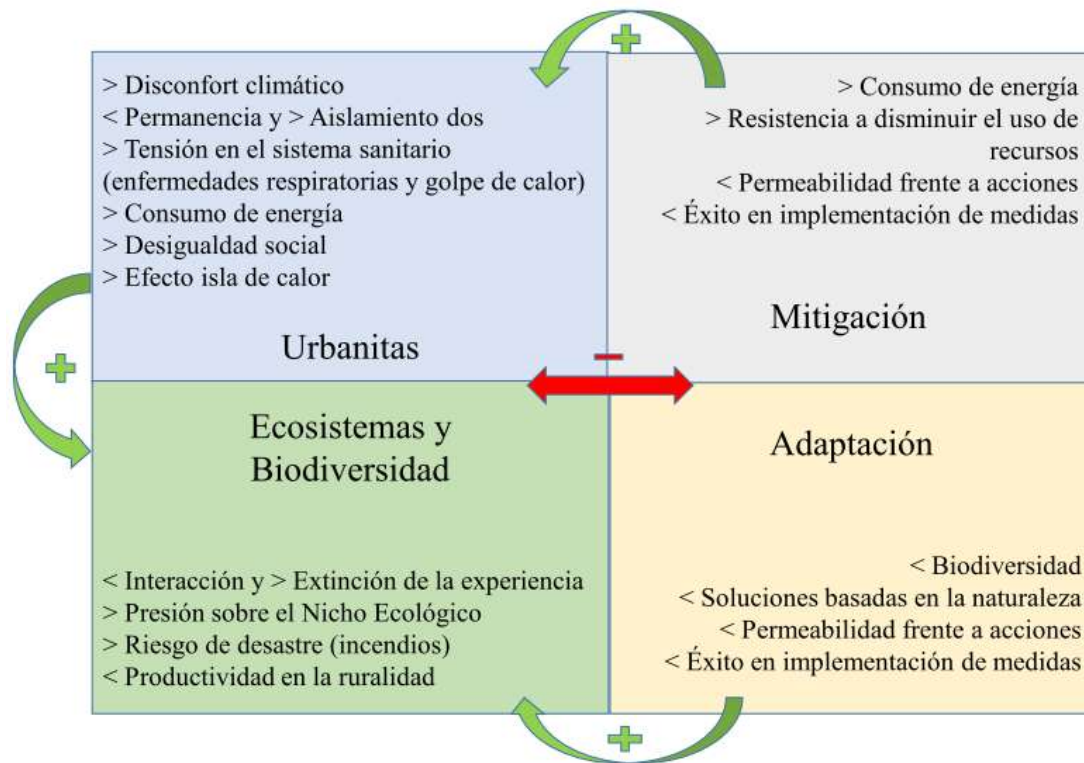 > Disconfort climático
< Permanencia y > Aislamiento dos
> Tensión en el sistema sanitario
(enfermedades respiratorias y golpe de calor)
> Consumo de energía
> Desigualdad social
> Efecto isla de calor
Urbanitas
> Consumo de energía
> Resistencia a disminuir el uso de
recursos
< Permeabilidad frente a acciones
< Éxito en implementación de medidas
Mitigación
Ecosistemas y
Biodiversidad
< Interacción y > Extinción de la experiencia
> Presión sobre el Nicho Ecológico
> Riesgo de desastre (incendios)
< Productividad en la ruralidad
Adaptación
< Biodiversidad
< Soluciones basadas en la naturaleza
< Permeabilidad frente a acciones
< Éxito en implementación de medidas